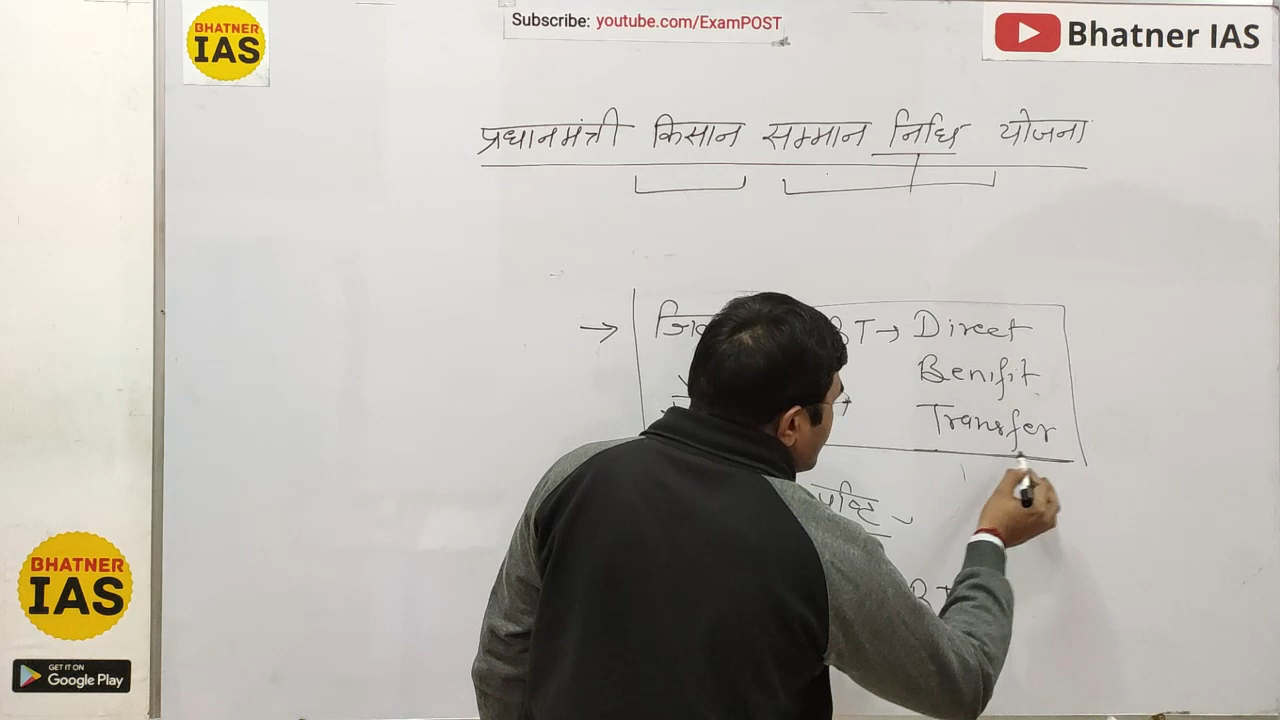 BHATNER
IAS
Subscribe: youtube.com/ExamPOST
Bhatner IAS
प्रधानमंत्री किसान सम्मान निधि योजना
T → Direct
Benifit
Transfer
BHATNER
IAS
GET IT ON
Google Play